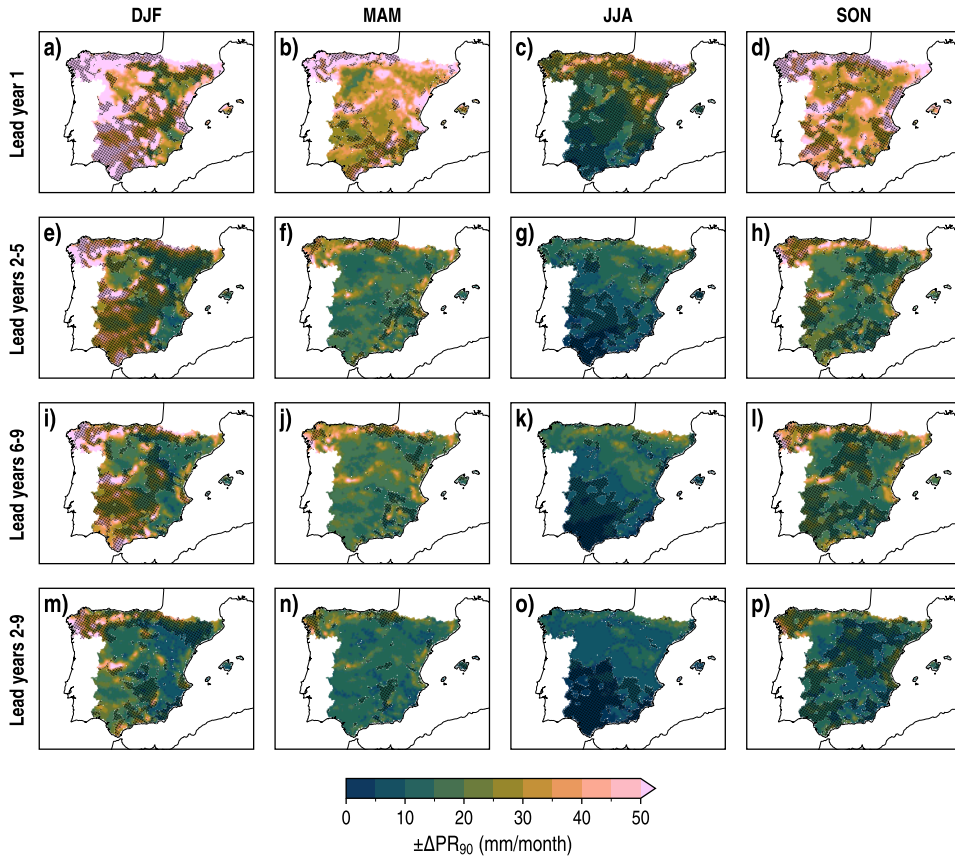 DJF MAM JJA SON
Lead year 1
a) b) c) d)
Lead years 2-5
e) f) g) h)
Lead years 6-9
i) j) k) l)
Lead years 2-9
m) n) o) p)
0 10 20 30 40 50
±ΔPR₉₀ (mm/month)